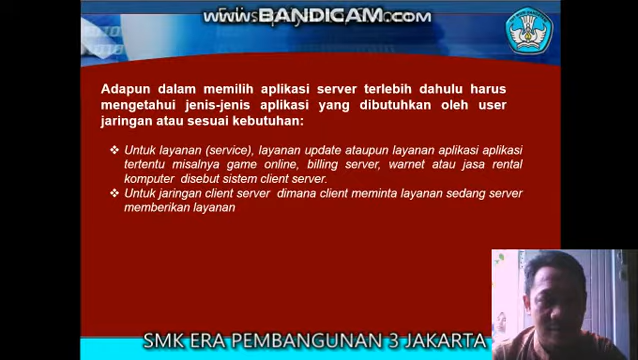 www.BANDICAM.com
Adapun dalam memilih aplikasi server terlebih dahulu harus
mengetahui jenis-jenis aplikasi yang dibutuhkan oleh user
jaringan atau sesuai kebutuhan:
❖ Untuk layanan (service), layanan update ataupun layanan aplikasi aplikasi
tertentu misalnya game online, billing server, warnet atau jasa rental
komputer disebut sistem client server.
❖ Untuk jaringan client server dimana client meminta layanan sedang server
memberikan layanan
SMK ERA PEMBANGUNAN 3 JAKARTA